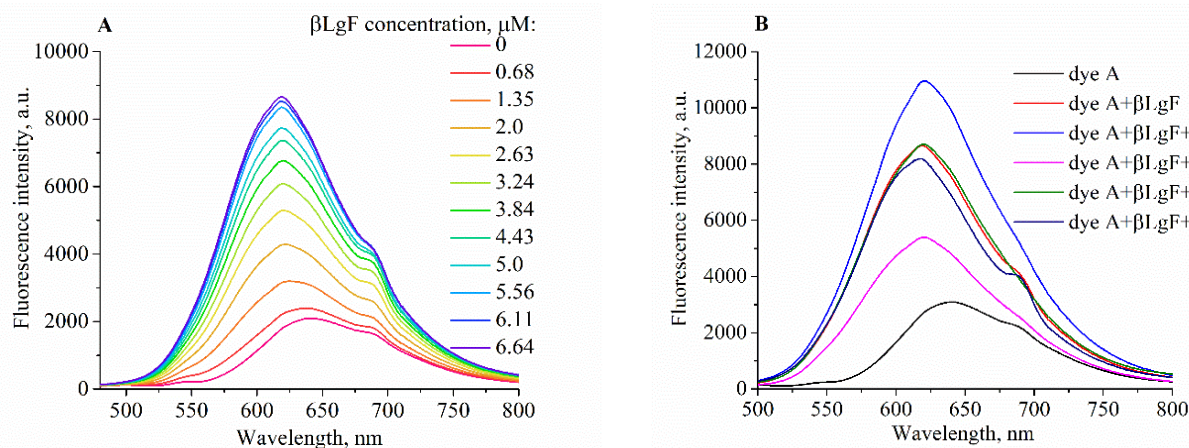 A
βLgF concentration, μM:
0
0.68
1.35
2.0
2.63
3.24
3.84
4.43
5.0
5.56
6.11
6.64
10000
8000
6000
4000
2000
0
Fluorescence intensity, a.u.
500 550 600 650 700 750 800
Wavelength, nm
B
dye A
dye A+βLgF
dye A+βLgF+
dye A+βLgF+
dye A+βLgF+
dye A+βLgF+
12000
10000
8000
6000
4000
2000
0
Fluorescence intensity, a.u.
500 550 600 650 700 750 800
Wavelength, nm